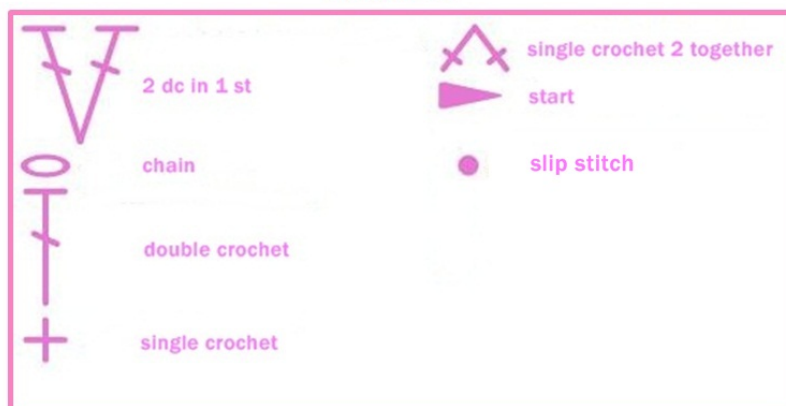 2 dc in 1 st
chain
double crochet
single crochet
single crochet 2 together
start
slip stitch